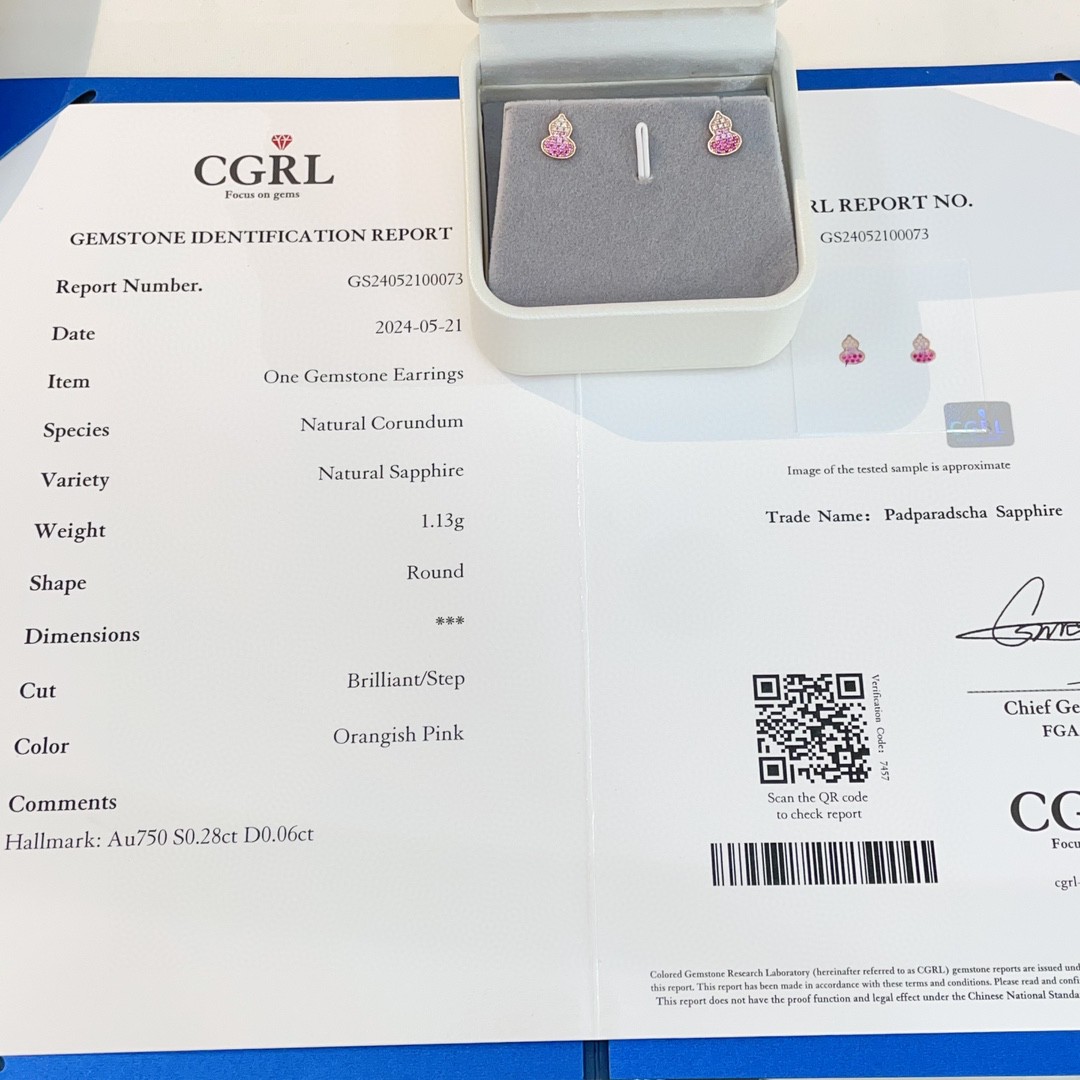 CGRL
Focus on gems
GEMSTONE IDENTIFICATION REPORT
Report Number. GS24052100073
Date 2024-05-21
Item One Gemstone Earrings
Species Natural Corundum
Variety Natural Sapphire
Weight 1.13g
Shape Round
Dimensions ***
Cut Brilliant/Step
Color Orangish Pink
Comments
Hallmark: Au750 S0.28ct D0.06ct
RL REPORT NO.
GS24052100073
CGRL
Image of the tested sample is approximate
Trade Name: Padparadscha Sapphire
Verification Code: 7457
Scan the QR code
to check report
Chief Ge
FGA
CG
Focu
cgrl-
Colored Gemstone Research Laboratory (hereinafter referred to as CGRL) gemstone reports are issued und
this report. This report has been made in accordance with these terms and conditions. Please read and confi
This report does not have the proof function and legal effect under the Chinese National Standa